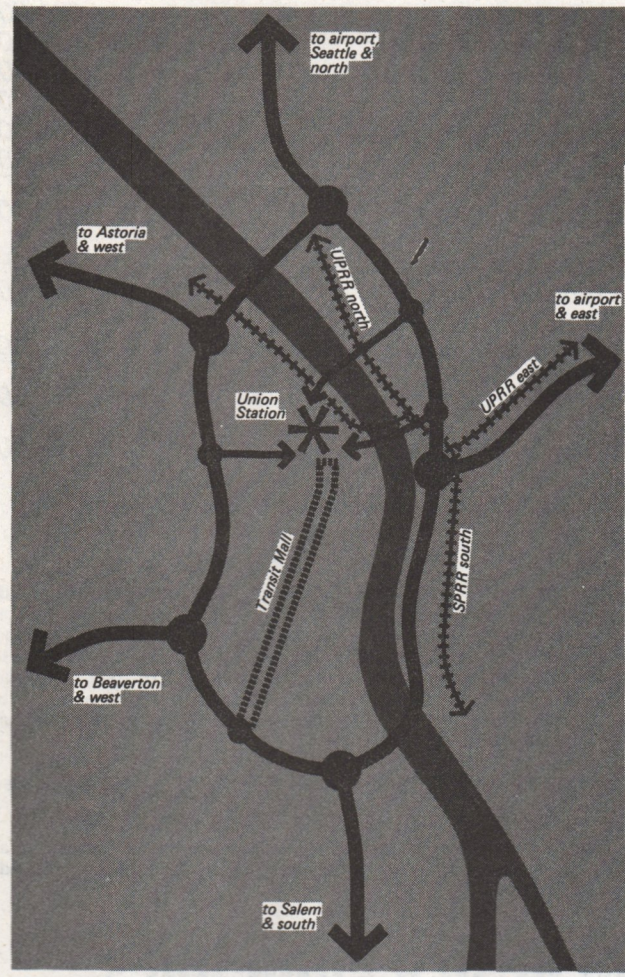 to airport,
Seattle &
north
to Astoria
& west
UPRR north
to airport
& east
UPRR east
Union
Station
Transit Mall
SPRR south
to Beaverton
& west
to Salem
& south